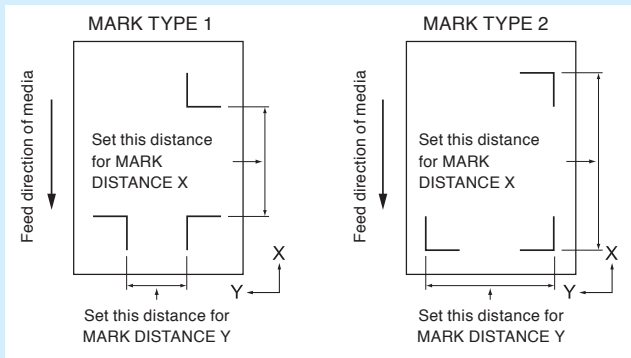 MARK TYPE 1
Feed direction of media
Set this distance
for MARK
DISTANCE X
X
Y
Set this distance for
MARK DISTANCE Y
MARK TYPE 2
Feed direction of media
Set this distance
for MARK
DISTANCE X
X
Y
Set this distance for
MARK DISTANCE Y